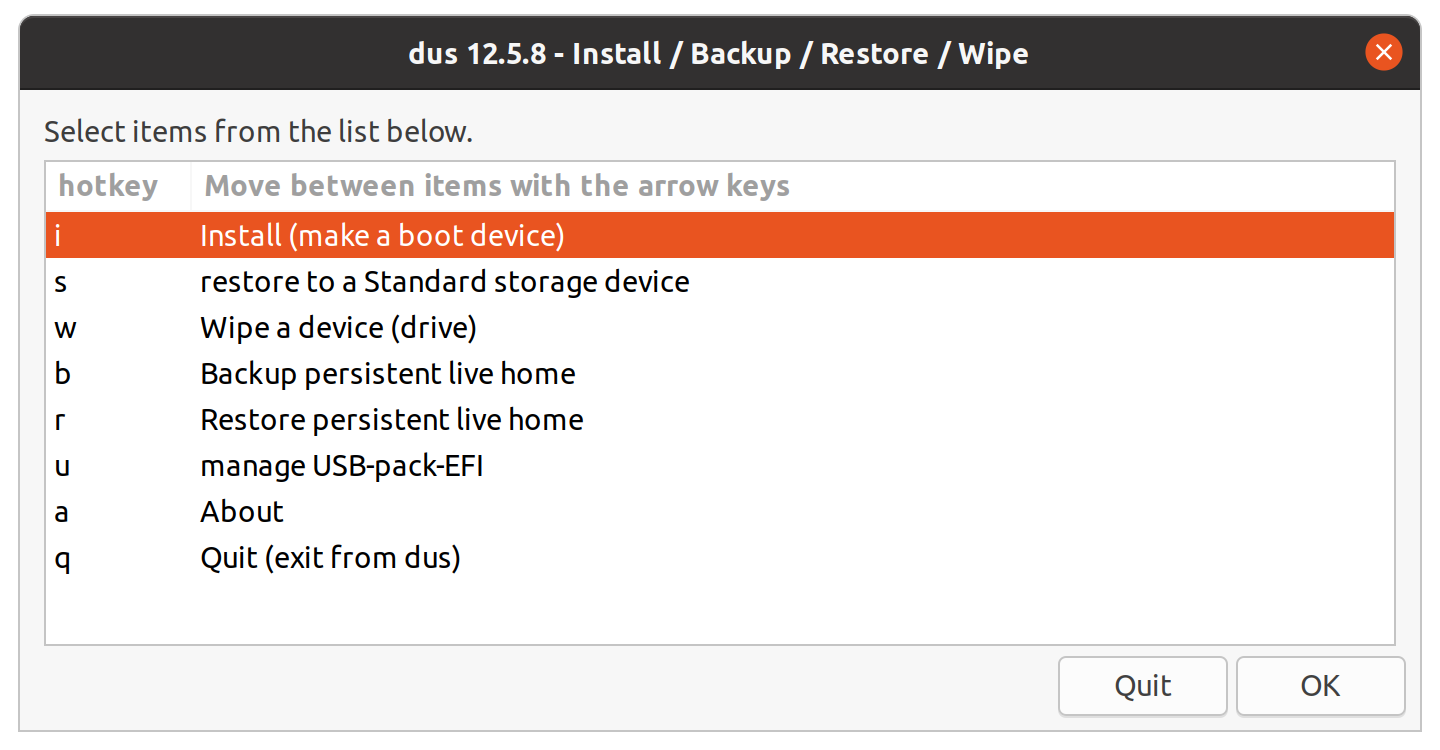 dus 12.5.8 - Install / Backup / Restore / Wipe
Select items from the list below.
hotkey Move between items with the arrow keys
i Install (make a boot device)
s restore to a Standard storage device
w Wipe a device (drive)
b Backup persistent live home
r Restore persistent live home
u manage USB-pack-EFI
a About
q Quit (exit from dus)
Quit OK